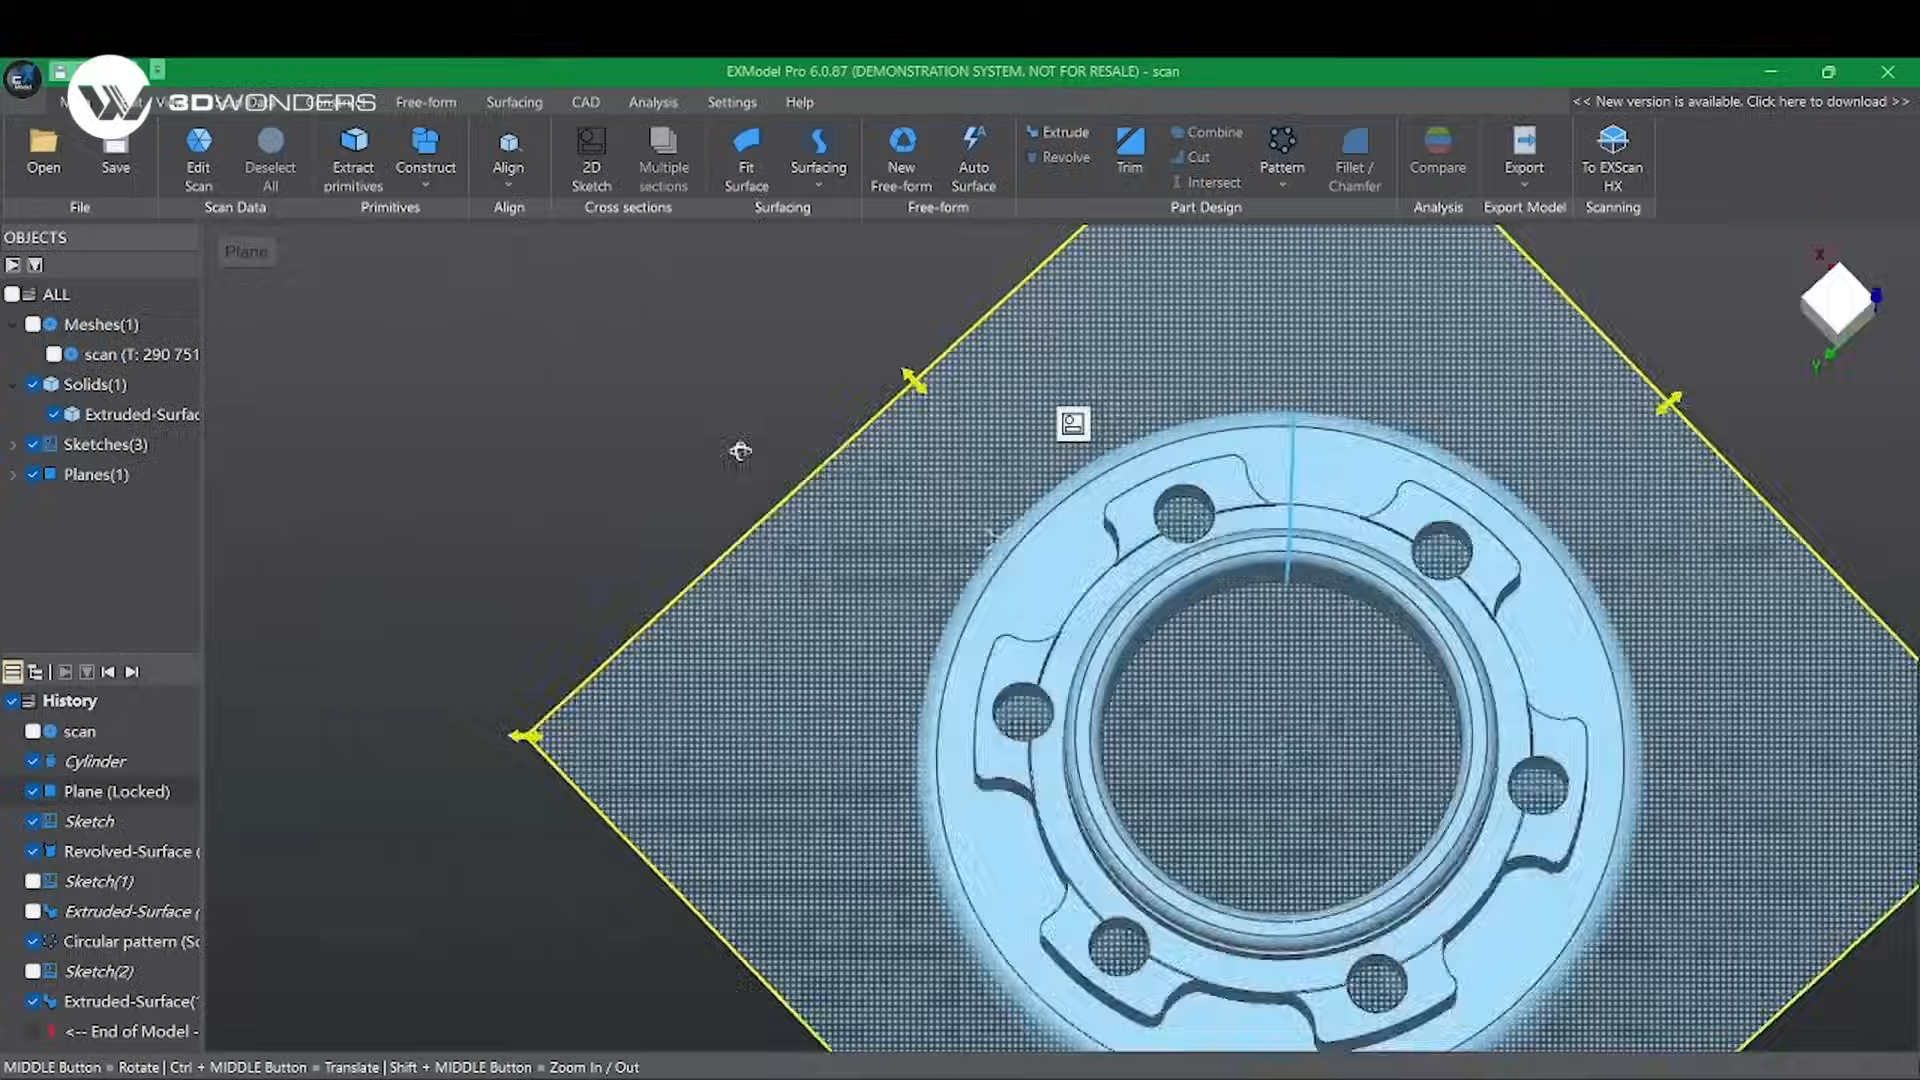 EXModel Pro 6.0.87 (DEMONSTRATION SYSTEM. NOT FOR RESALE) - scan
3DWONDERS
Free-form Surfacing CAD Analysis Settings Help
<< New version is available. Click here to download >>
Open Save
File
Edit Scan Deselect All
Scan Data
Extract primitives Construct
Primitives
Align
Align
2D Sketch Multiple sections
Cross sections
Fit Surface Surfacing
Surfacing
New Free-form Auto Surface
Free-form
Extrude
Revolve
Trim
Combine
Cut
Intersect
Pattern
Fillet / Chamfer
Part Design
Compare
Analysis
Export
Export Model
To EXScan HX
Scanning
OBJECTS
ALL
Meshes(1)
scan (T: 290 751
Solids(1)
Extruded-Surfac
Sketches(3)
Planes(1)
Plane
X
Y
History
scan
Cylinder
Plane (Locked)
Sketch
Revolved-Surface (
Sketch(1)
Extruded-Surface (
Circular pattern (Sc
Sketch(2)
Extruded-Surface(1
<-- End of Model -
MIDDLE Button = Rotate | Ctrl + MIDDLE Button = Translate | Shift + MIDDLE Button = Zoom In / Out